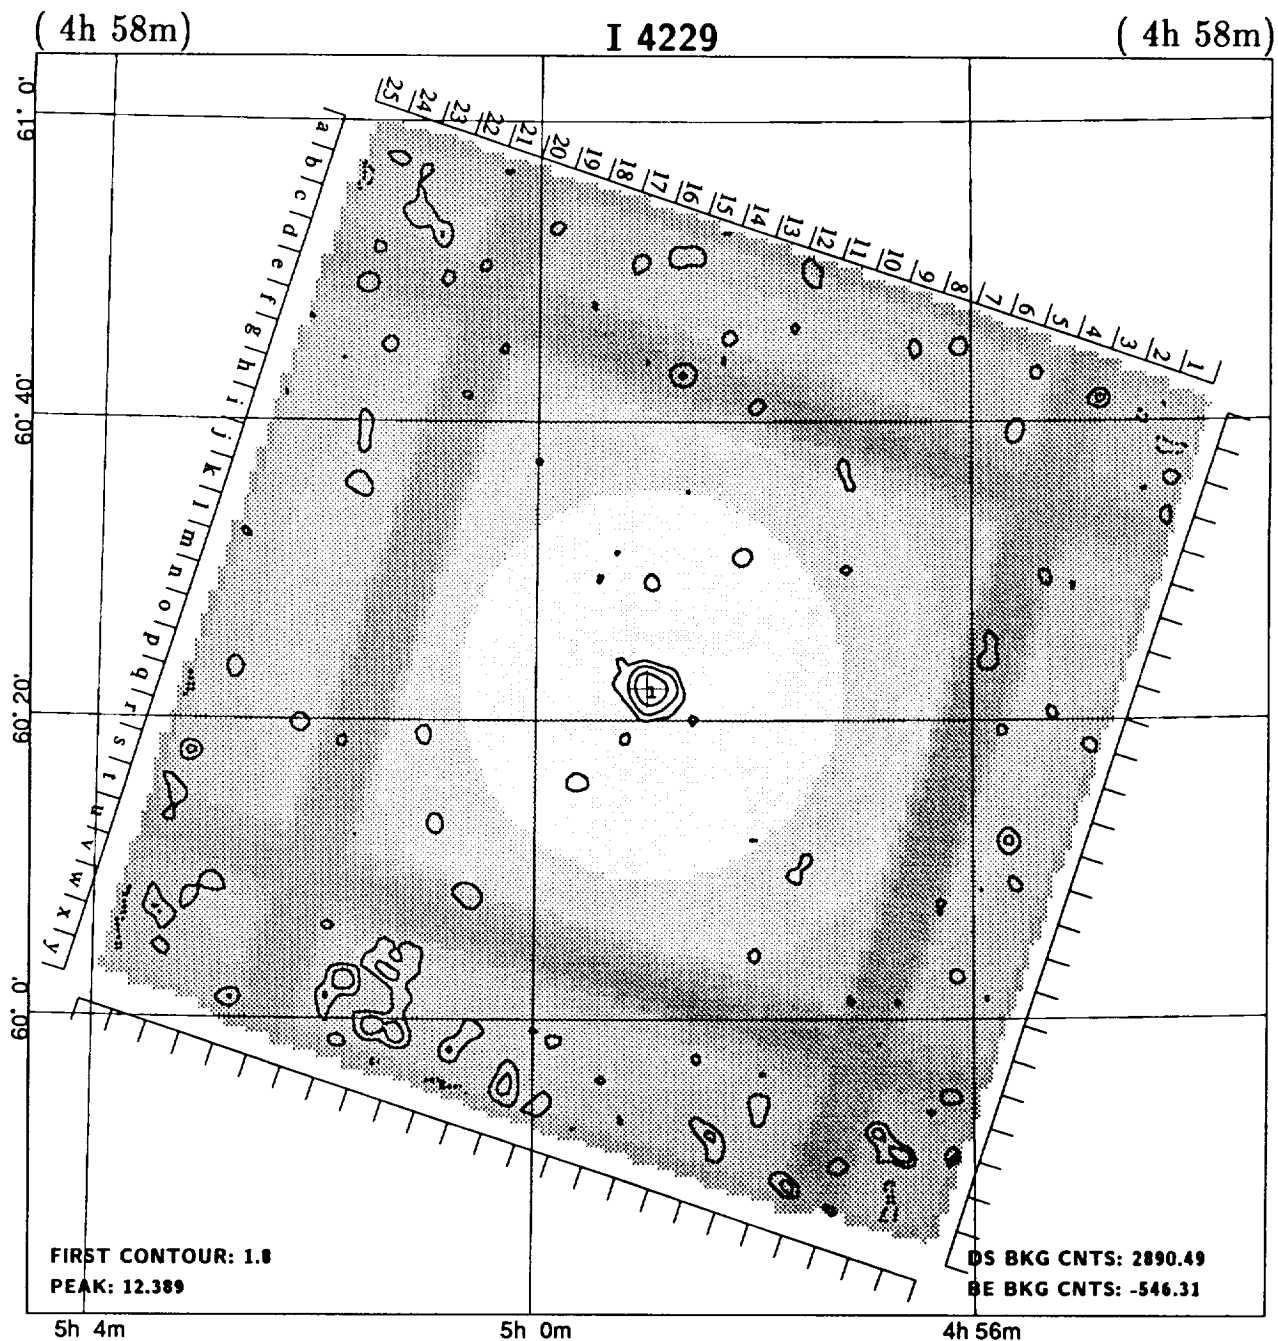 ( 4h 58m)
I 4229
( 4h 58m)
61° 0'
60° 40'
60° 20'
60° 0'
25 24 23 22 21 20 19 18 17 16 15 14 13 12 11 10 9 8 7 6 5 4 3 2 1
a b c d e f g h i j k l m n o p q r s t u v w x y
1
FIRST CONTOUR: 1.8
PEAK: 12.389
DS BKG CNTS: 2890.49
BE BKG CNTS: -546.31
5h 4m
5h 0m
4h 56m